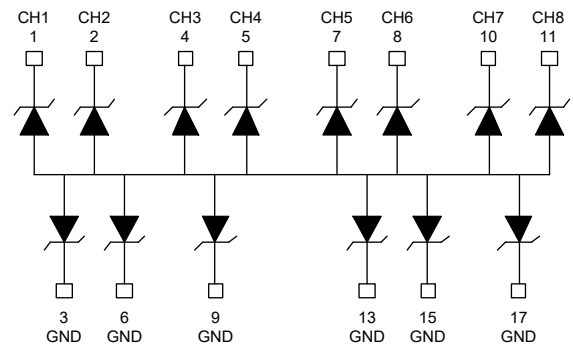 CH1 CH2 CH3 CH4 CH5 CH6 CH7 CH8
1 2 4 5 7 8 10 11
3 6 9 13 15 17
GND GND GND GND GND GND